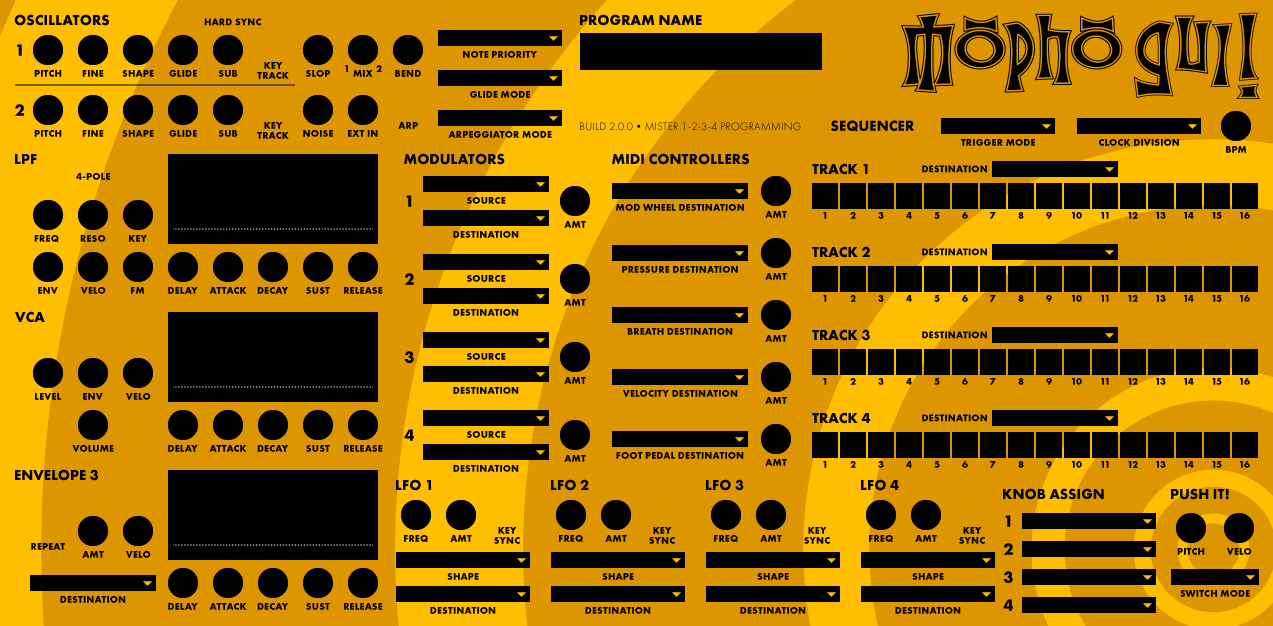 OSCILLATORS
HARD SYNC
PROGRAM NAME
mopho gui!
1
PITCH FINE SHAPE GLIDE SUB KEY TRACK SLOP 1 MIX 2 BEND
NOTE PRIORITY
GLIDE MODE
2
PITCH FINE SHAPE GLIDE SUB KEY TRACK NOISE EXT IN ARP
ARPEGGIATOR MODE
BUILD 2.0.0 • MISTER 1-2-3-4 PROGRAMMING
LPF
4-POLE
FREQ RESO KEY
ENV VELO FM DELAY ATTACK DECAY SUST RELEASE
VCA
LEVEL ENV VELO
VOLUME DELAY ATTACK DECAY SUST RELEASE
ENVELOPE 3
REPEAT AMT VELO
DESTINATION DELAY ATTACK DECAY SUST RELEASE
MODULATORS
1 SOURCE
DESTINATION AMT
2 SOURCE
DESTINATION AMT
3 SOURCE
DESTINATION AMT
4 SOURCE
DESTINATION AMT
MIDI CONTROLLERS
MOD WHEEL DESTINATION AMT
PRESSURE DESTINATION AMT
BREATH DESTINATION AMT
VELOCITY DESTINATION AMT
FOOT PEDAL DESTINATION AMT
SEQUENCER
TRIGGER MODE CLOCK DIVISION BPM
TRACK 1 DESTINATION
1 2 3 4 5 6 7 8 9 10 11 12 13 14 15 16
TRACK 2 DESTINATION
1 2 3 4 5 6 7 8 9 10 11 12 13 14 15 16
TRACK 3 DESTINATION
1 2 3 4 5 6 7 8 9 10 11 12 13 14 15 16
TRACK 4 DESTINATION
1 2 3 4 5 6 7 8 9 10 11 12 13 14 15 16
LFO 1
FREQ AMT KEY SYNC
SHAPE
DESTINATION
LFO 2
FREQ AMT KEY SYNC
SHAPE
DESTINATION
LFO 3
FREQ AMT KEY SYNC
SHAPE
DESTINATION
LFO 4
FREQ AMT KEY SYNC
SHAPE
DESTINATION
KNOB ASSIGN
1
2
3
4
PUSH IT!
PITCH VELO
SWITCH MODE